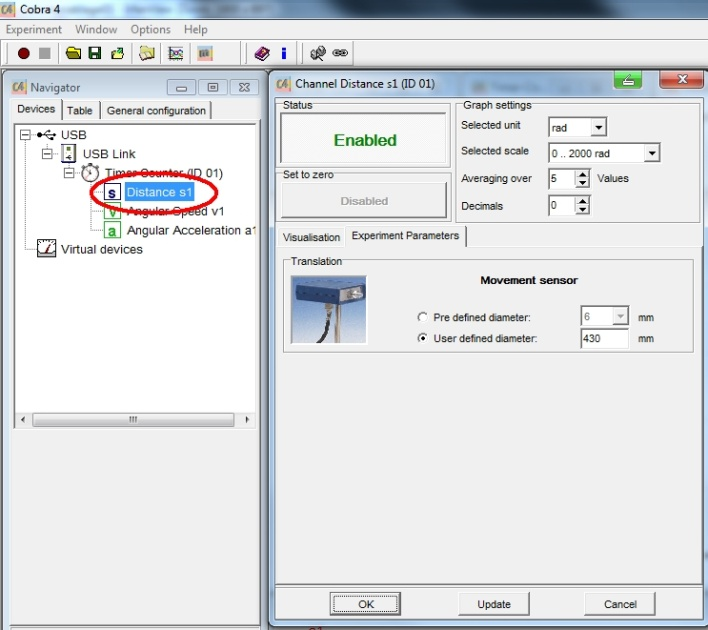 Cobra 4
Experiment Window Options Help
Navigator
Devices Table General configuration
USB
USB Link
Timer Counter (ID 01)
s Distance s1
v Angular Speed v1
a Angular Acceleration a1
Virtual devices
Channel Distance s1 (ID 01)
Status
Enabled
Set to zero
Disabled
Graph settings
Selected unit rad
Selected scale 0 .. 2000 rad
Averaging over 5 Values
Decimals 0
Visualisation Experiment Parameters
Translation
Movement sensor
Pre defined diameter: 6 mm
User defined diameter: 430 mm
OK Update Cancel